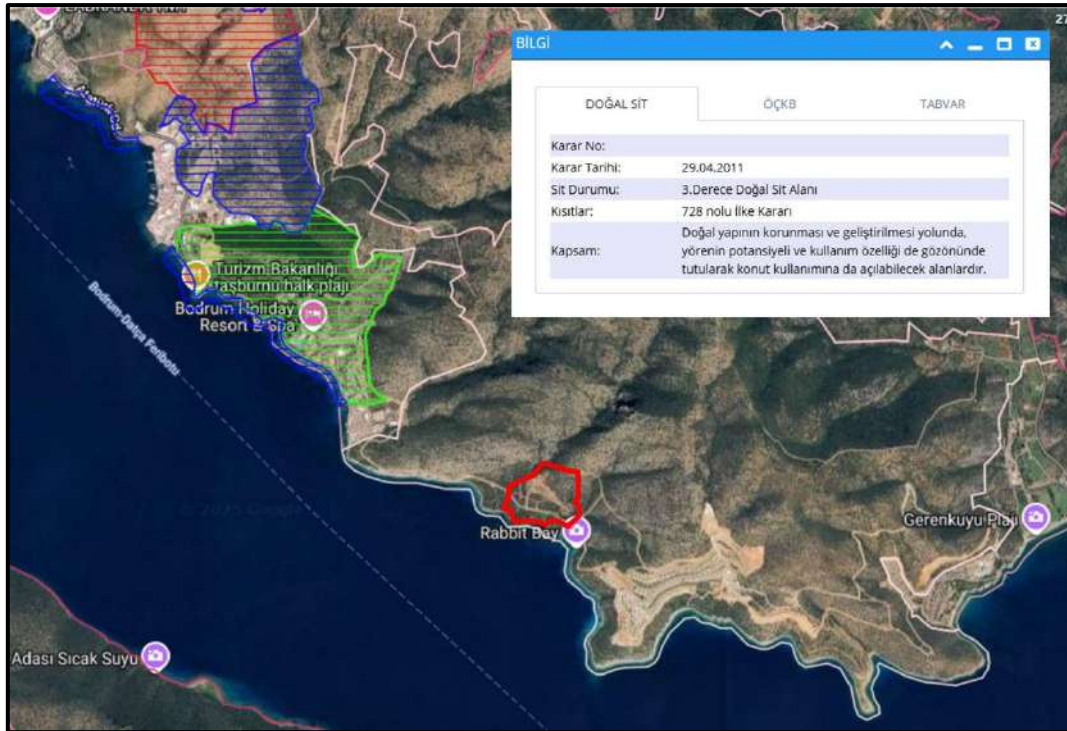 27
BİLGİ
DOĞAL SİT
ÖÇKB
TABVAR
Karar No:
Karar Tarihi: 29.04.2011
Sit Durumu: 3.Derece Doğal Sit Alanı
Kısıtlar: 728 nolu İlke Kararı
Kapsam: Doğal yapının korunması ve geliştirilmesi yolunda,
yörenin potansiyeli ve kullanım özelliği de gözönünde
tutularak konut kullanımına da açılabilecek alanlardır.
Turizm Bakanlığı
taşburnu halk plajı
Bodrum Holiday
Resort & Spa
Bodrum-Datça Feribotu
Rabbit Bay
Gerenkuyu Plajı
Adası Sıcak Suyu